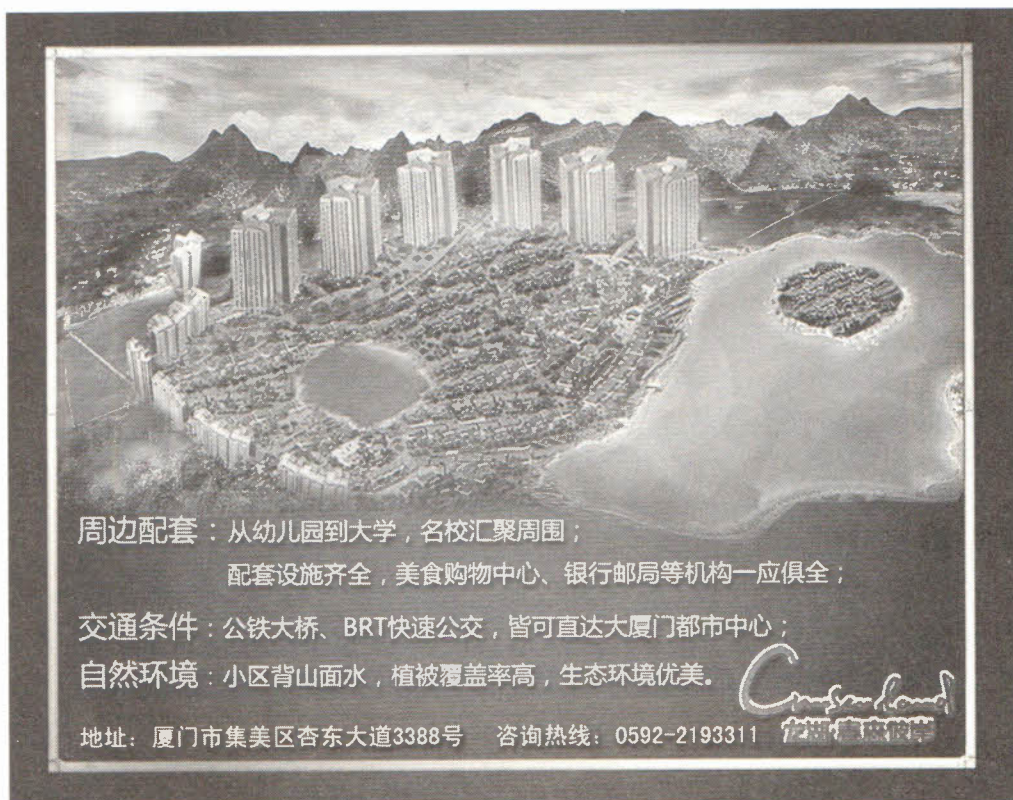 周边配套：从幼儿园到大学，名校汇聚周围；
配套设施齐全，美食购物中心、银行邮局等机构一应俱全；
交通条件：公铁大桥、BRT快速公交，皆可直达大厦门都市中心；
自然环境：小区背山面水，植被覆盖率高，生态环境优美。
地址：厦门市集美区杏东大道3388号 咨询热线：0592-2193311